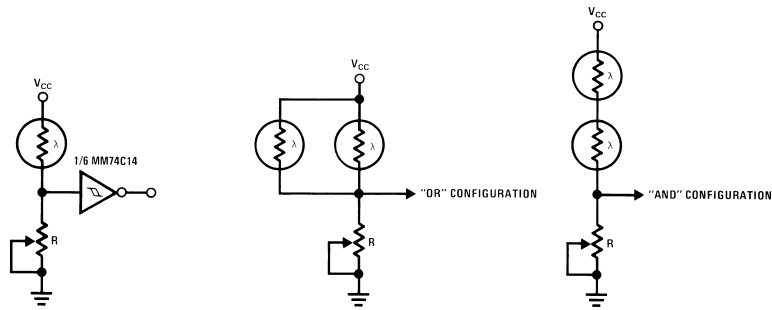 V_CC
λ
1/6 MM74C14
R
V_CC
λ
λ
"OR" CONFIGURATION
R
V_CC
λ
λ
"AND" CONFIGURATION
R